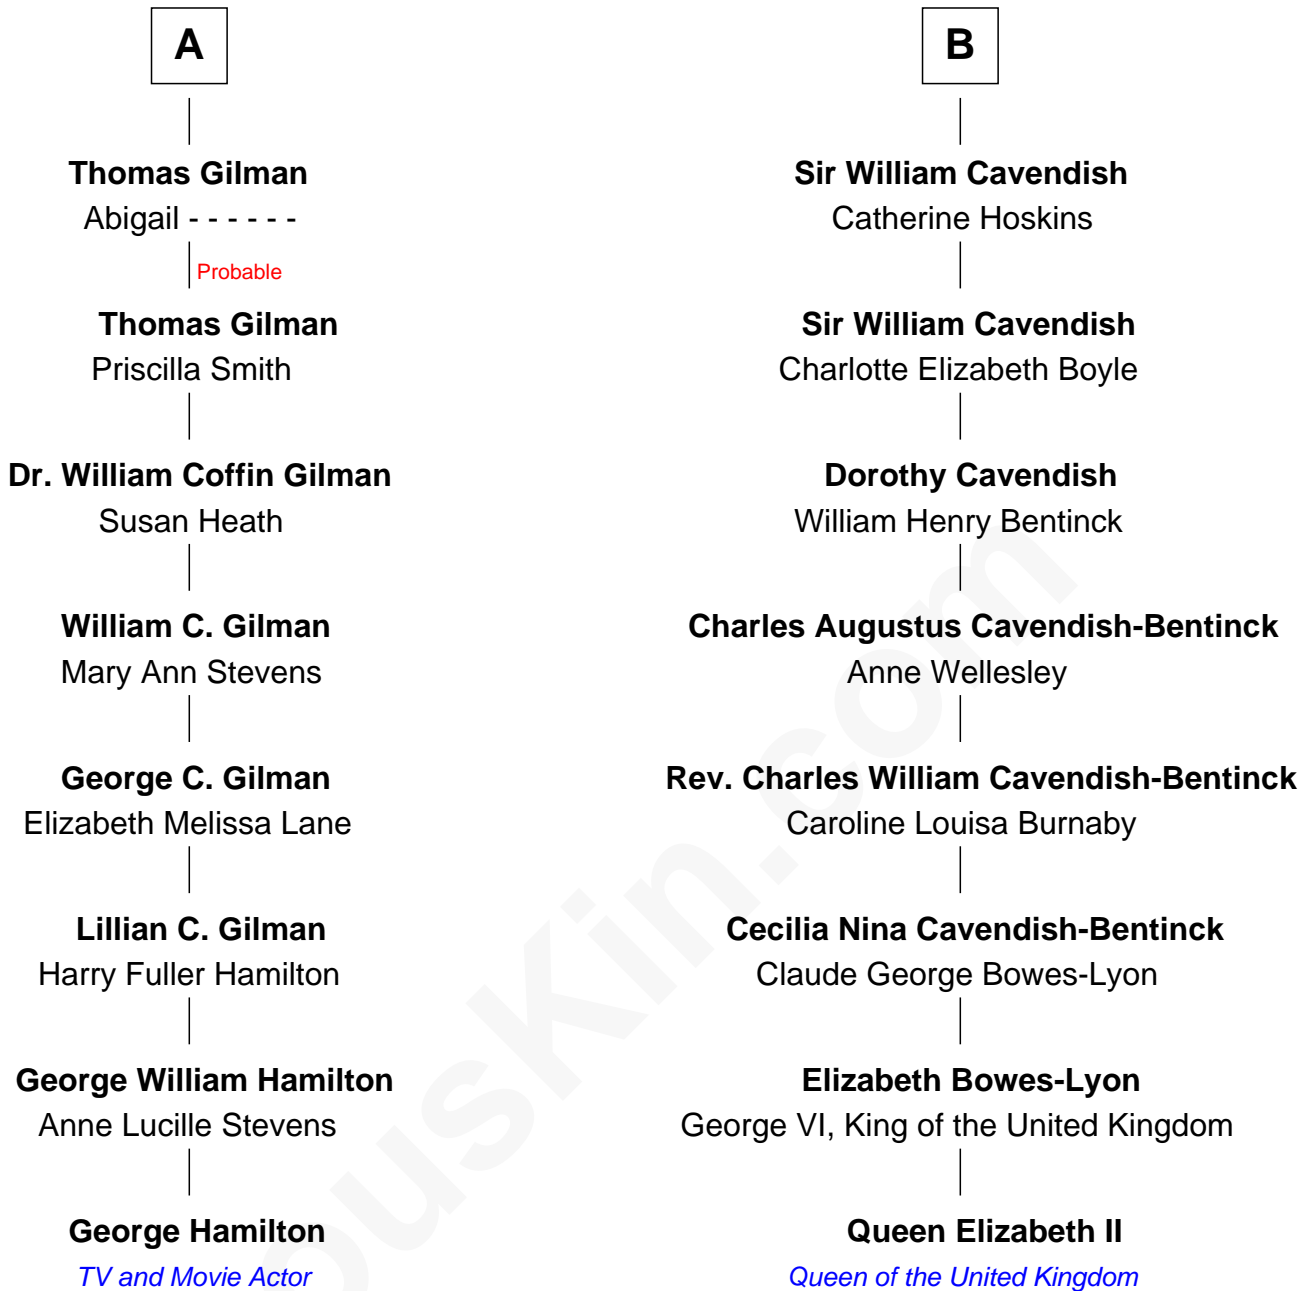 A
Thomas Gilman
Abigail - - - - - -
Probable
Thomas Gilman
Priscilla Smith
Dr. William Coffin Gilman
Susan Heath
William C. Gilman
Mary Ann Stevens
George C. Gilman
Elizabeth Melissa Lane
Lillian C. Gilman
Harry Fuller Hamilton
George William Hamilton
Anne Lucille Stevens
George Hamilton
TV and Movie Actor
B
Sir William Cavendish
Catherine Hoskins
Sir William Cavendish
Charlotte Elizabeth Boyle
Dorothy Cavendish
William Henry Bentinck
Charles Augustus Cavendish-Bentinck
Anne Wellesley
Rev. Charles William Cavendish-Bentinck
Caroline Louisa Burnaby
Cecilia Nina Cavendish-Bentinck
Claude George Bowes-Lyon
Elizabeth Bowes-Lyon
George VI, King of the United Kingdom
Queen Elizabeth II
Queen of the United Kingdom
ousKin.com